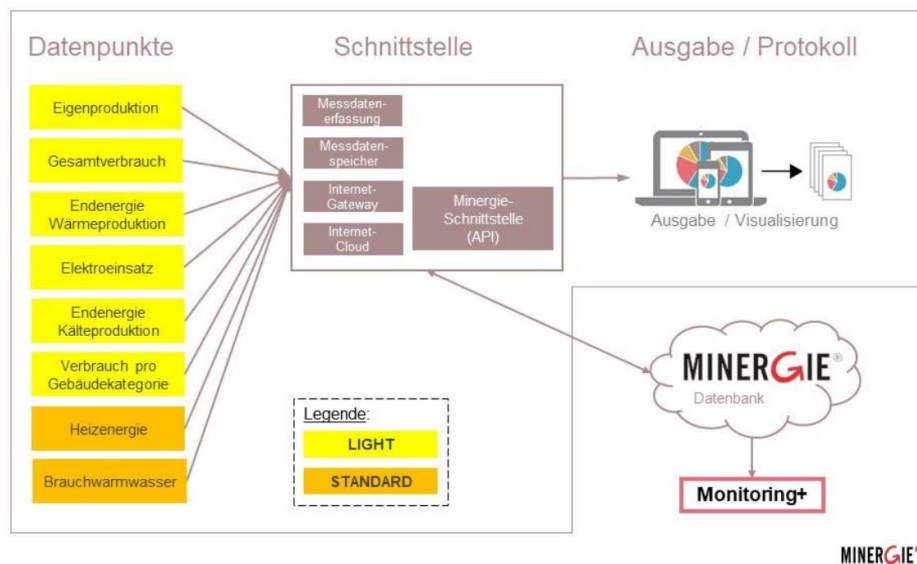 Datenpunkte
Schnittstelle
Ausgabe / Protokoll
Eigenproduktion
Gesamtverbrauch
Endenergie
Wärmeproduktion
Elektroeinsatz
Endenergie
Kälteproduktion
Verbrauch pro
Gebäudekategorie
Heizenergie
Brauchwarmwasser
Messdaten-
erfassung
Messdaten-
speicher
Internet-
Gateway
Internet-
Cloud
Minergie-
Schnittstelle
(API)
Ausgabe / Visualisierung
Legende:
LIGHT
STANDARD
MINERGIE®
Datenbank
Monitoring+
MINERGIE®